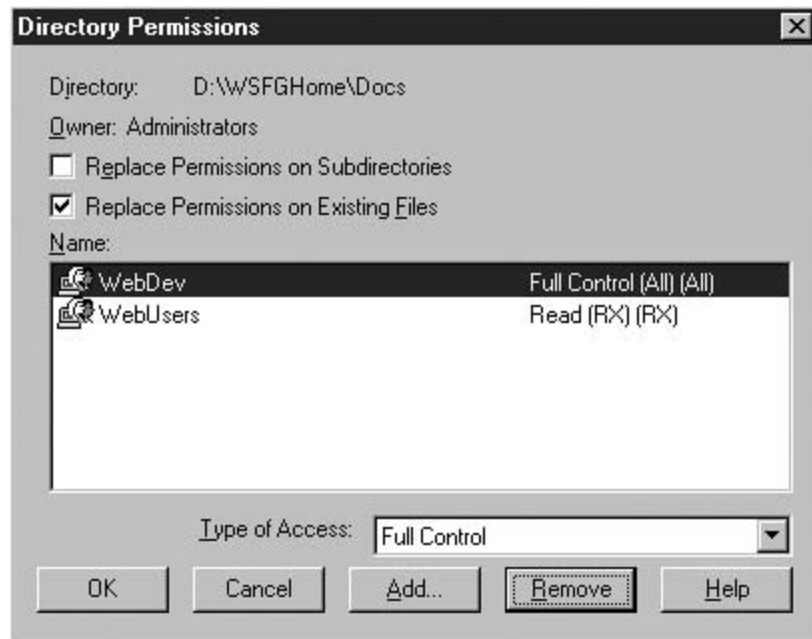 Directory Permissions
Directory: D:\WSFGHome\Docs
Owner: Administrators
Replace Permissions on Subdirectories
Replace Permissions on Existing Files
Name:
WebDev Full Control (All) (All)
WebUsers Read (RX) (RX)
Type of Access: Full Control
OK Cancel Add... Remove Help